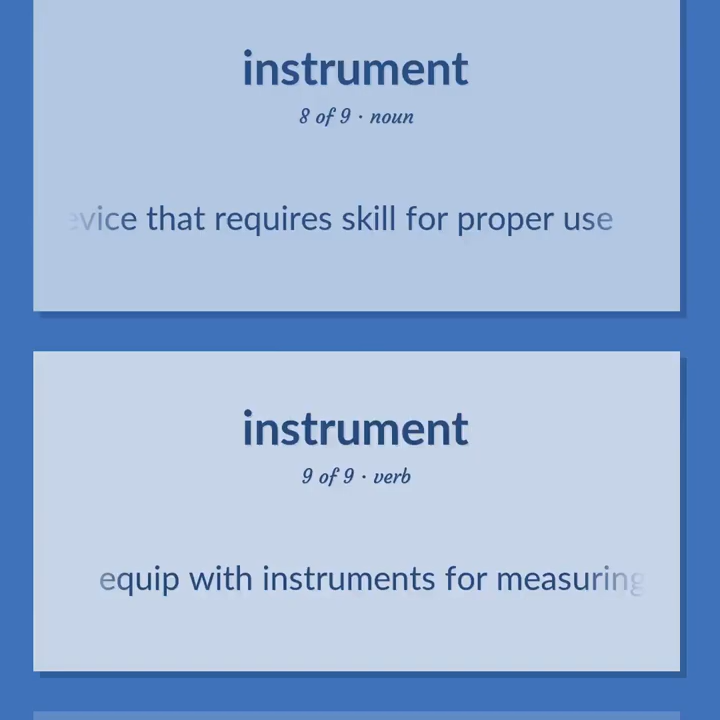 instrument
8 of 9 · noun
evice that requires skill for proper use
instrument
9 of 9 · verb
equip with instruments for measuring